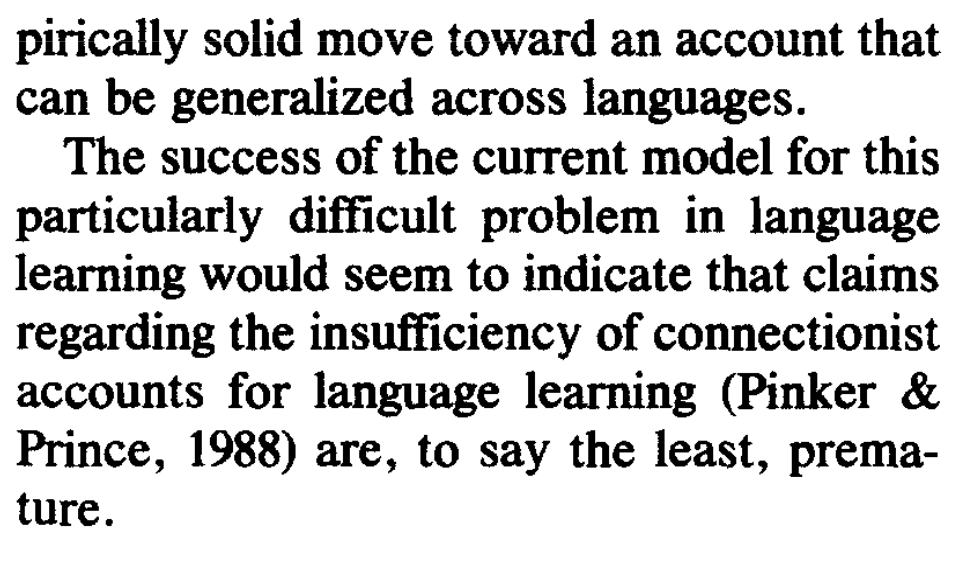 pirically solid move toward an account that
can be generalized across languages.
The success of the current model for this
particularly difficult problem in language
learning would seem to indicate that claims
regarding the insufficiency of connectionist
accounts for language learning (Pinker &
Prince, 1988) are, to say the least, prema-
ture.